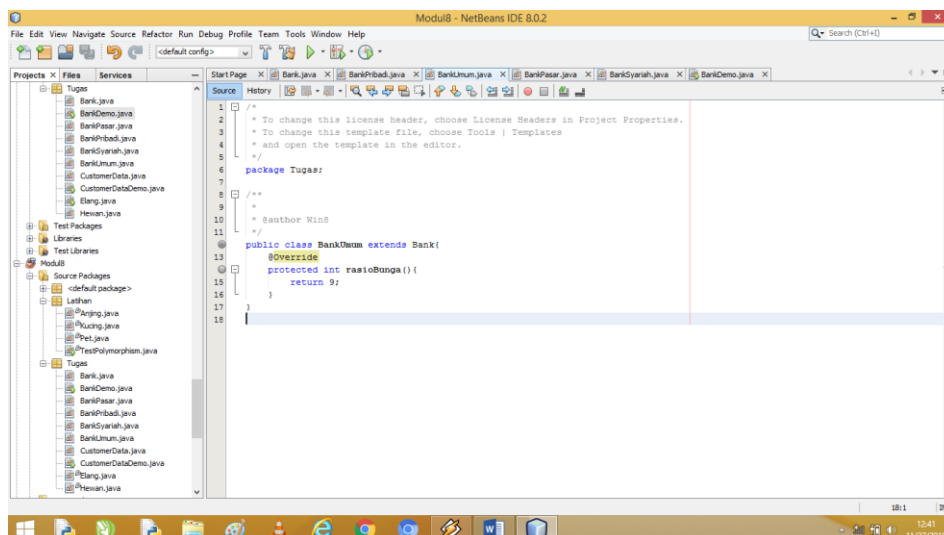 Modul8 - NetBeans IDE 8.0.2
File Edit View Navigate Source Refactor Run Debug Profile Team Tools Window Help
Search (Ctrl+I)
<default config>
Projects Files Services
Start Page Bank.java BankPribadi.java BankUmum.java BankPasar.java BankSyariah.java BankDemo.java
Source History
Tugas
Bank.java
BankDemo.java
BankPasar.java
BankPribadi.java
BankSyariah.java
BankUmum.java
CustomerData.java
CustomerDataDemo.java
Elang.java
Hewan.java
Test Packages
Libraries
Test Libraries
Modul8
Source Packages
<default package>
Latihan
Anjing.java
Kucing.java
Pet.java
TestPolymorphism.java
Tugas
Bank.java
BankDemo.java
BankPasar.java
BankPribadi.java
BankSyariah.java
BankUmum.java
CustomerData.java
CustomerDataDemo.java
Elang.java
Hewan.java
1 /*
2 * To change this license header, choose License Headers in Project Properties.
3 * To change this template file, choose Tools | Templates
4 * and open the template in the editor.
5 */
6 package Tugas;
7
8 /**
9 *
10 * @author Win8
11 */
public class BankUmum extends Bank{
13 @Override
protected int rasioBunga(){
15 return 9;
16 }
17 }
18
18:1
12:41